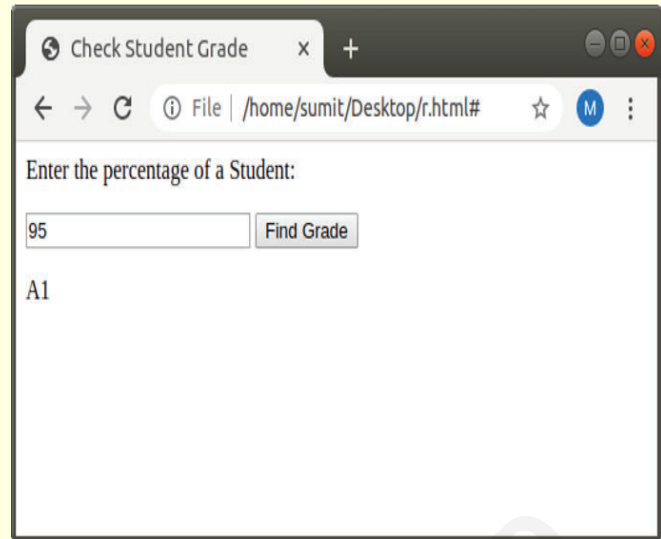 Check Student Grade × +
File | /home/sumit/Desktop/r.html# M
Enter the percentage of a Student:
95 Find Grade
A1